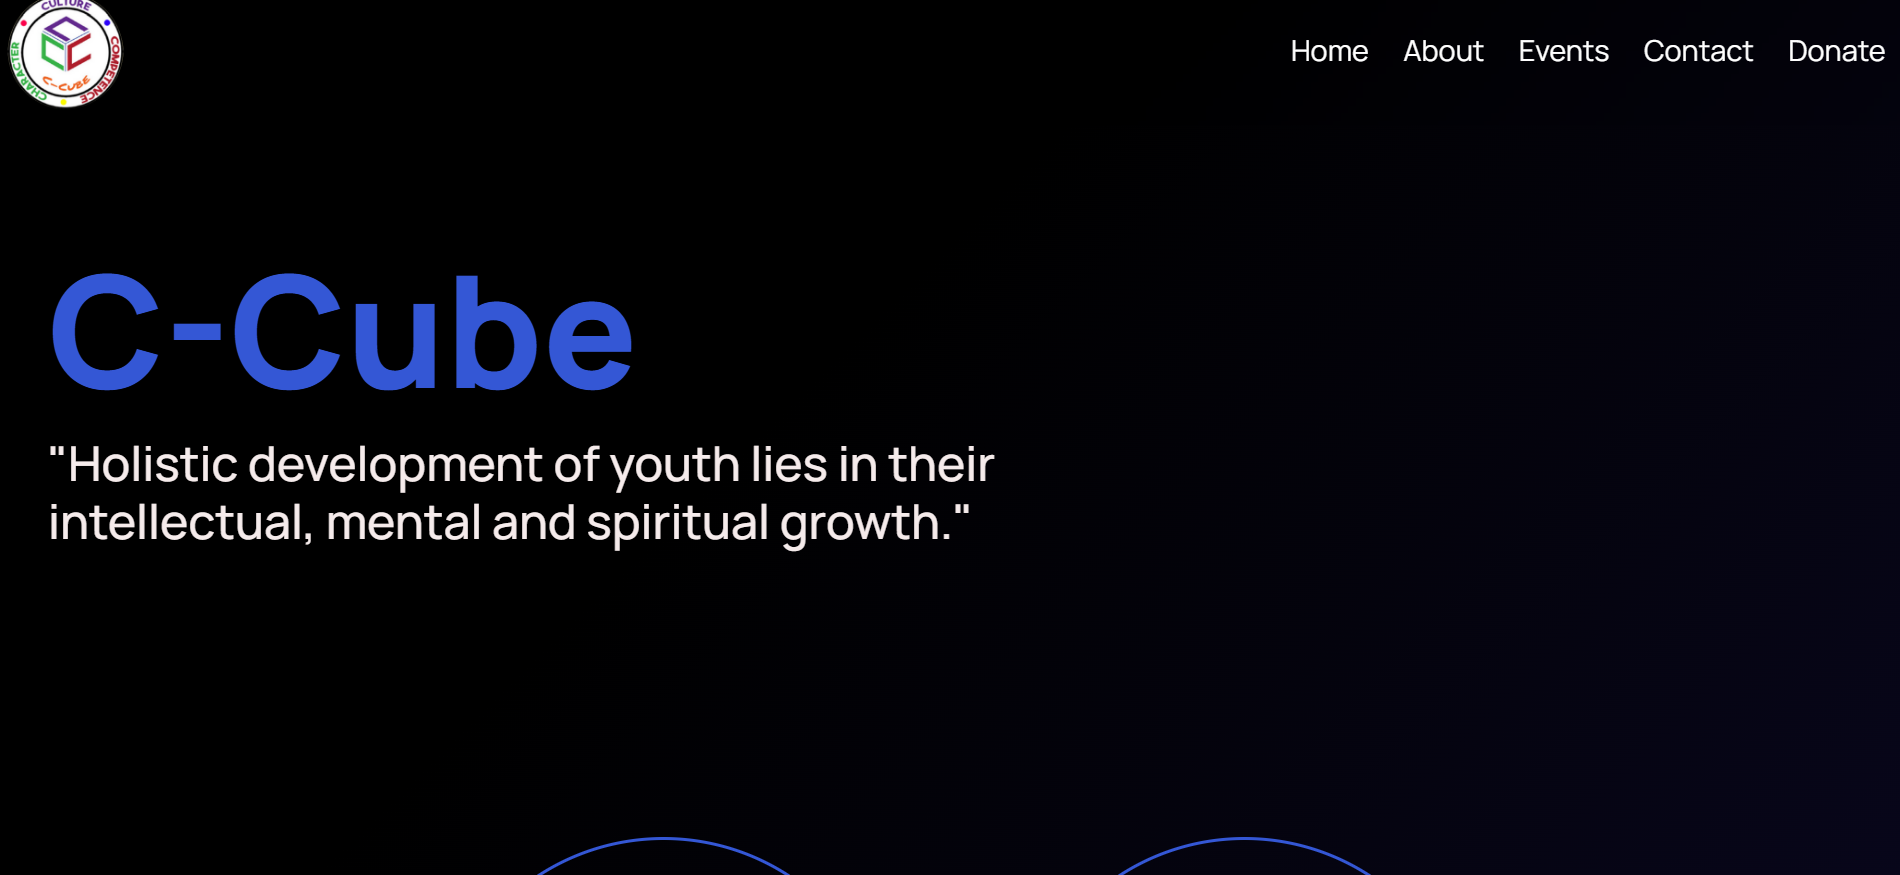 CULTURE
COMPETENCE
CHARACTER
C-CUBE
Home About Events Contact Donate
C-Cube
"Holistic development of youth lies in their
intellectual, mental and spiritual growth."